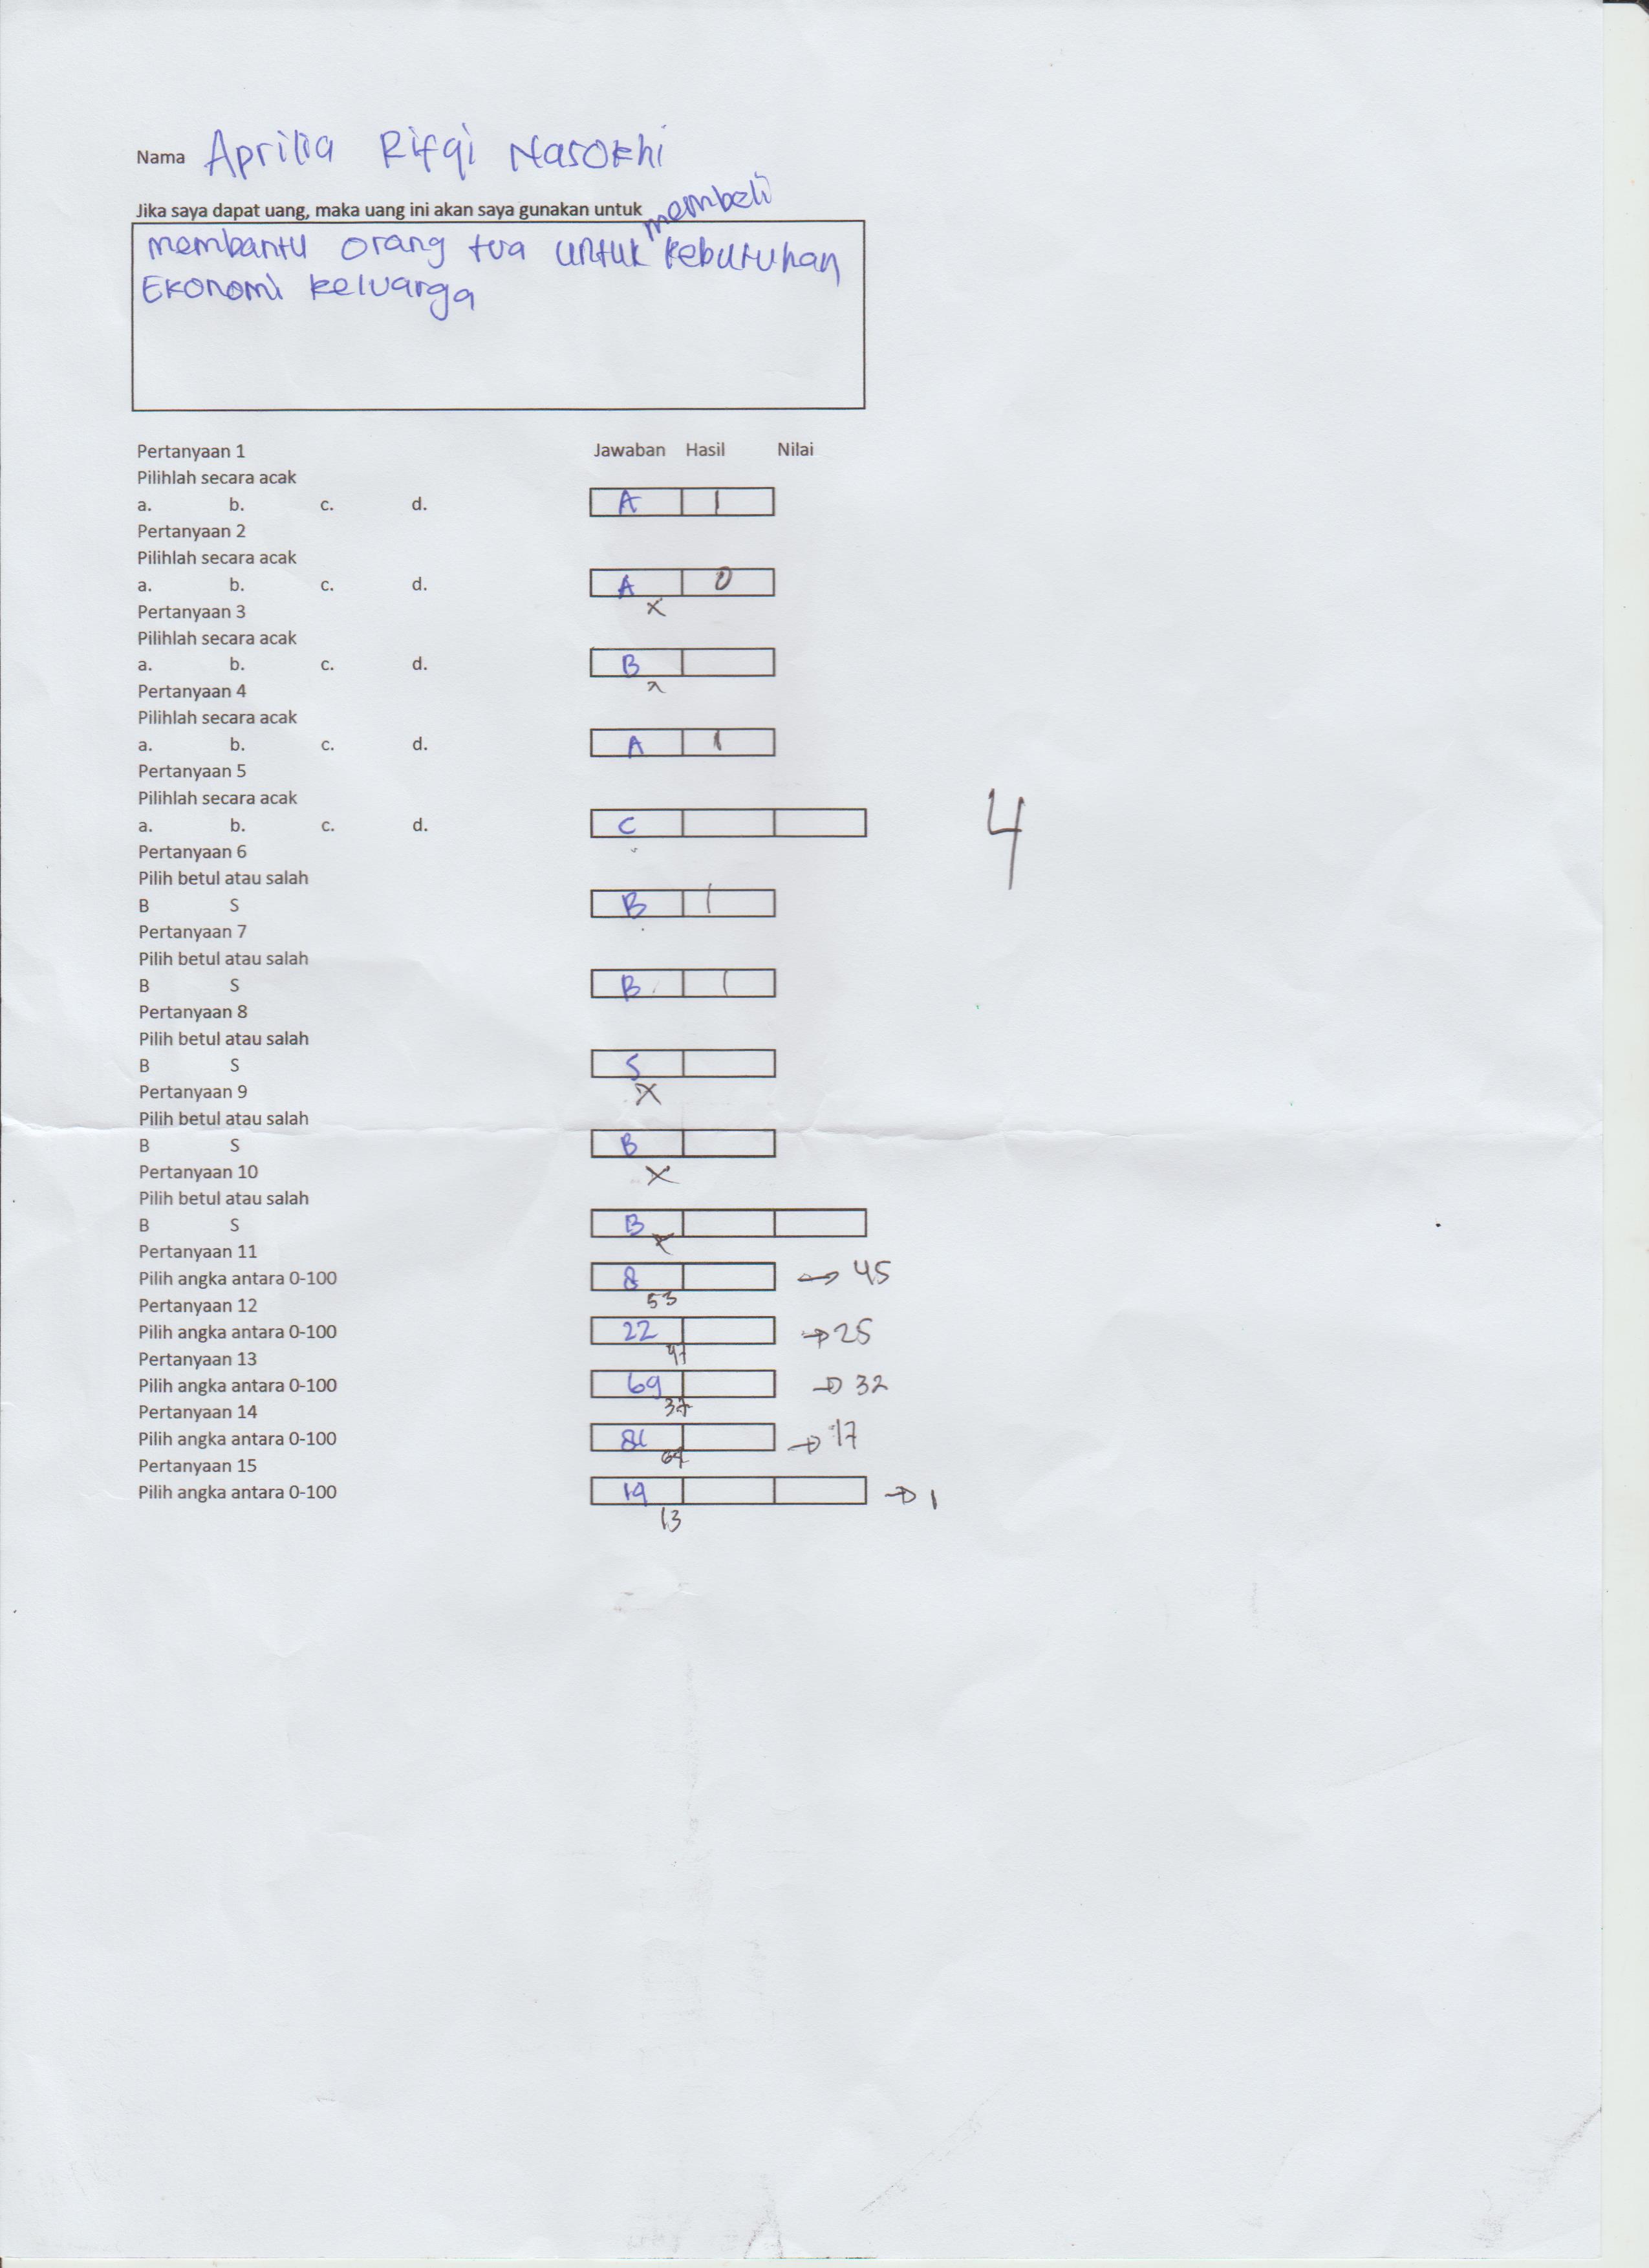 Nama Aprilia Rifqi Nasokhi
Jika saya dapat uang, maka uang ini akan saya gunakan untuk membeli
membantu orang tua untuk kebutuhan
Ekonomi keluarga
Pertanyaan 1 Jawaban Hasil Nilai
Pilihlah secara acak
a. b. c. d. A 1
Pertanyaan 2
Pilihlah secara acak
a. b. c. d. A 0
Pertanyaan 3 x
Pilihlah secara acak
a. b. c. d. B
Pertanyaan 4
Pilihlah secara acak
a. b. c. d. A 1
Pertanyaan 5
Pilihlah secara acak
a. b. c. d. C 4
Pertanyaan 6
Pilih betul atau salah
B S B 1
Pertanyaan 7
Pilih betul atau salah
B S B 1
Pertanyaan 8
Pilih betul atau salah
B S S
Pertanyaan 9 x
Pilih betul atau salah
B S B
Pertanyaan 10 x
Pilih betul atau salah
B S B
Pertanyaan 11 x
Pilih angka antara 0-100 8 → 45
Pertanyaan 12 53
Pilih angka antara 0-100 22 → 25
Pertanyaan 13
Pilih angka antara 0-100 69 → 32
Pertanyaan 14 37
Pilih angka antara 0-100 81 → 17
Pertanyaan 15 64
Pilih angka antara 0-100 19 → 1
13